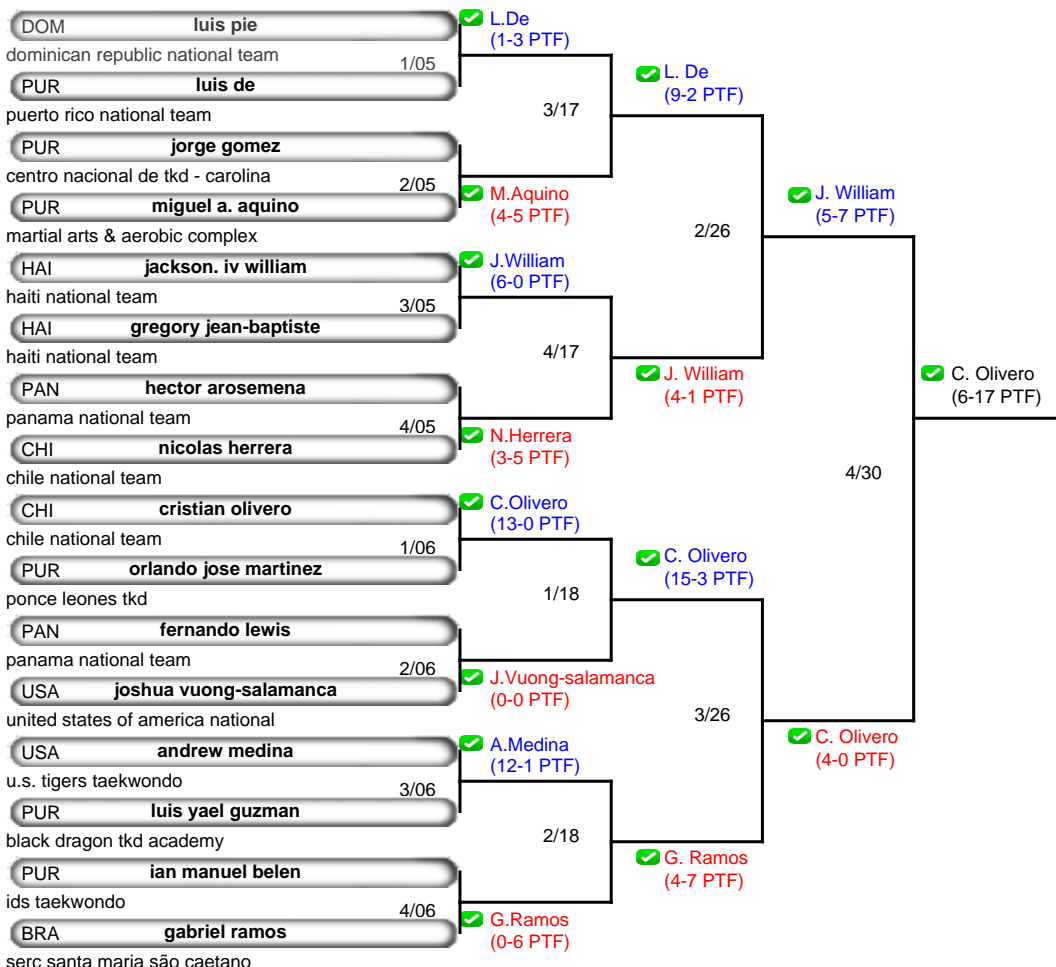 DOM luis pie
dominican republic national team
1/05
PUR luis de
puerto rico national team
PUR jorge gomez
centro nacional de tkd - carolina
2/05
PUR miguel a. aquino
martial arts & aerobic complex
HAI jackson. iv william
haiti national team
3/05
HAI gregory jean-baptiste
haiti national team
PAN hector arosemena
panama national team
4/05
CHI nicolas herrera
chile national team
CHI cristian olivero
chile national team
1/06
PUR orlando jose martinez
ponce leones tkd
PAN fernando lewis
panama national team
2/06
USA joshua vuong-salamanca
united states of america national
USA andrew medina
u.s. tigers taekwondo
3/06
PUR luis yael guzman
black dragon tkd academy
PUR ian manuel belen
ids taekwondo
4/06
BRA gabriel ramos
serc santa maria são caetano
L.De
(1-3 PTF)
3/17
M.Aquino
(4-5 PTF)
J.William
(6-0 PTF)
4/17
N.Herrera
(3-5 PTF)
C.Olivero
(13-0 PTF)
1/18
J.Vuong-salamanca
(0-0 PTF)
A.Medina
(12-1 PTF)
2/18
G.Ramos
(0-6 PTF)
L. De
(9-2 PTF)
2/26
J. William
(4-1 PTF)
C. Olivero
(15-3 PTF)
3/26
G. Ramos
(4-7 PTF)
J. William
(5-7 PTF)
4/30
C. Olivero
(4-0 PTF)
C. Olivero
(6-17 PTF)